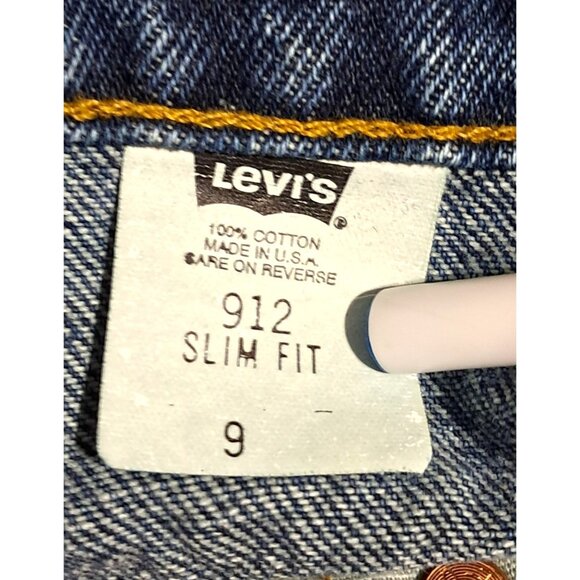 Levi's
®
100% COTTON
MADE IN U.S.A.
CARE ON REVERSE
912
SLIM FIT
9